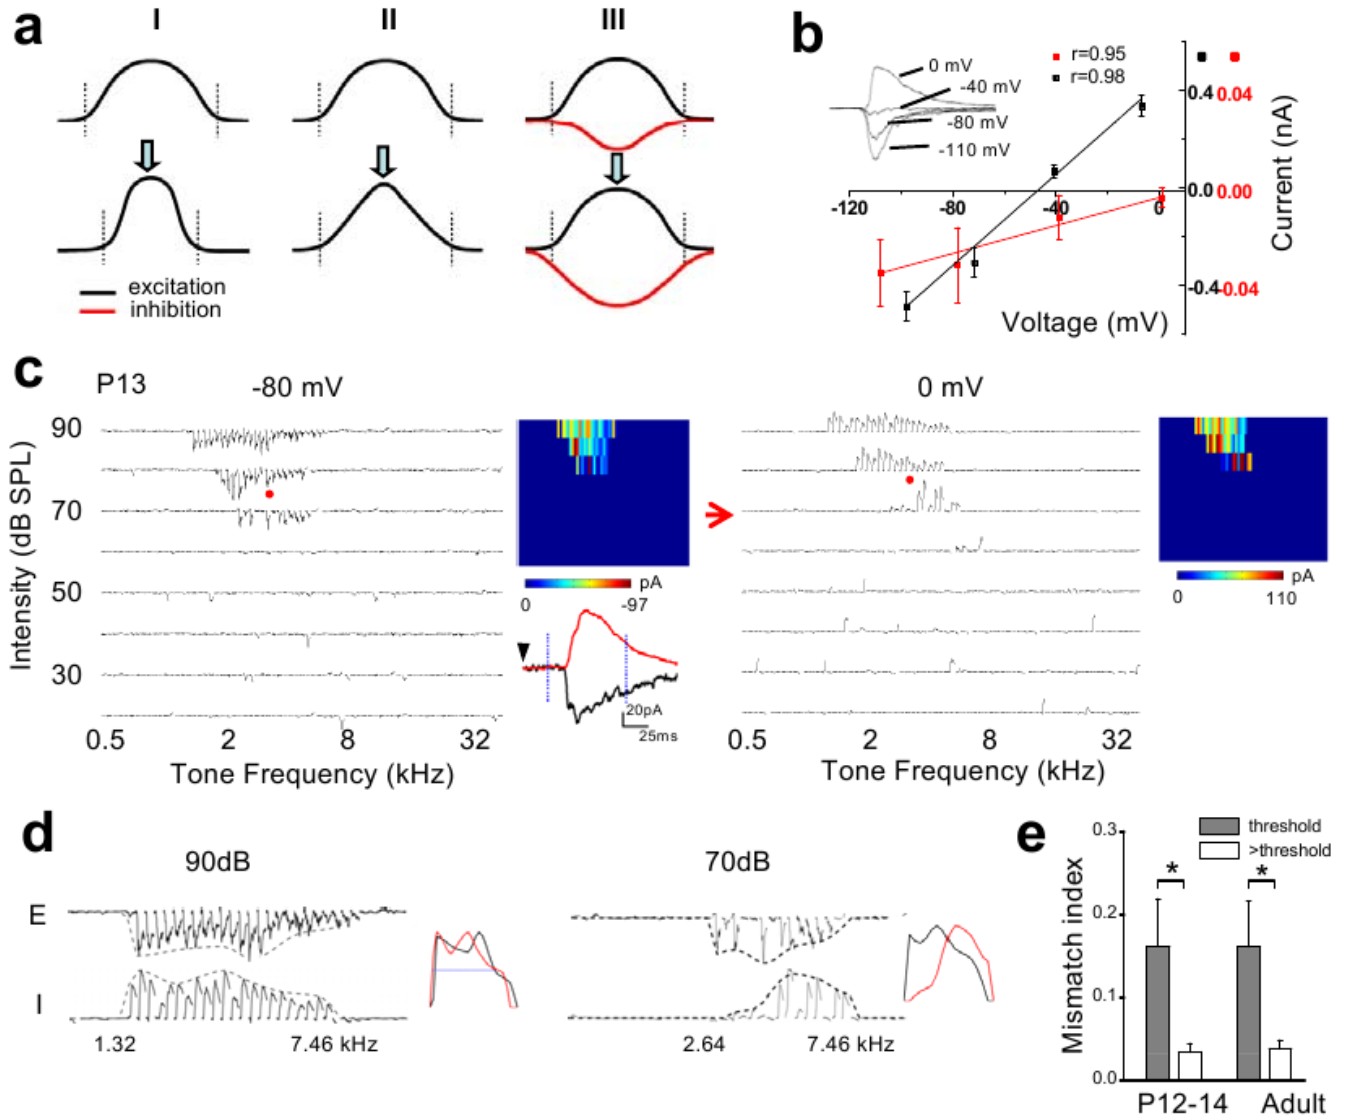 a
I II III
excitation
inhibition
b
r=0.95
r=0.98
0 mV
-40 mV
-80 mV
-110 mV
0.4 0.04
0.0 0.00
-0.4 -0.04
-120 -80 -40 0
Voltage (mV)
Current (nA)
c
P13 -80 mV 0 mV
Intensity (dB SPL)
90
70
50
30
0 -97 pA
20pA
25ms
0 110 pA
0.5 2 8 32
Tone Frequency (kHz)
0.5 2 8 32
Tone Frequency (kHz)
d
90dB 70dB
E
I
1.32 7.46 kHz
2.64 7.46 kHz
e
threshold
>threshold
Mismatch index
0.3
0.2
0.1
0.0
* *
P12-14 Adult